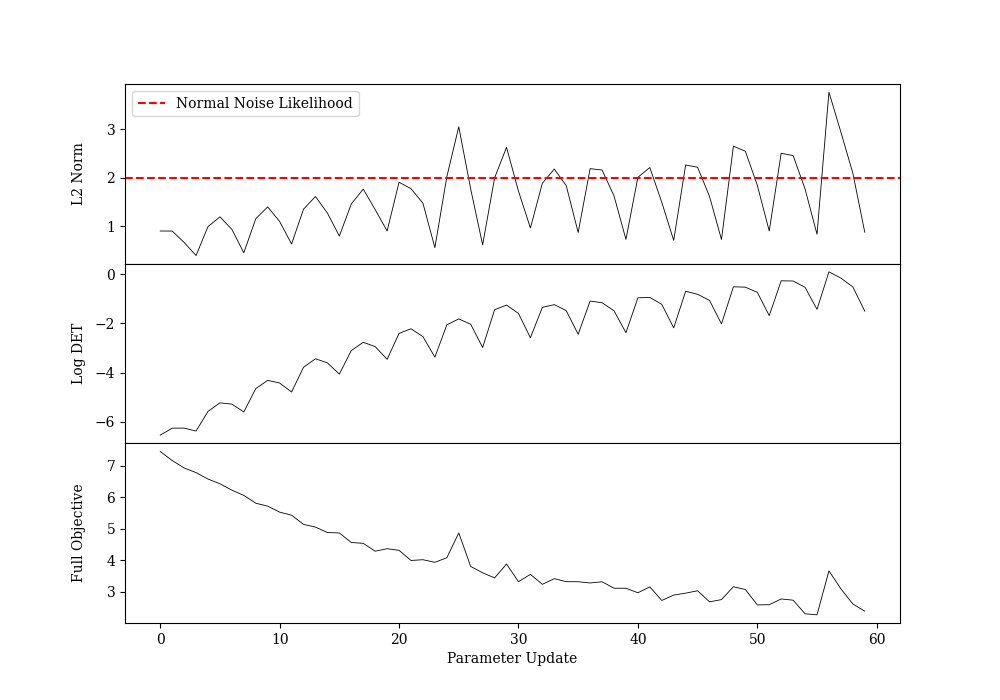 Normal Noise Likelihood
L2 Norm
3
2
1
Log DET
0
−2
−4
−6
Full Objective
7
6
5
4
3
0 10 20 30 40 50 60
Parameter Update